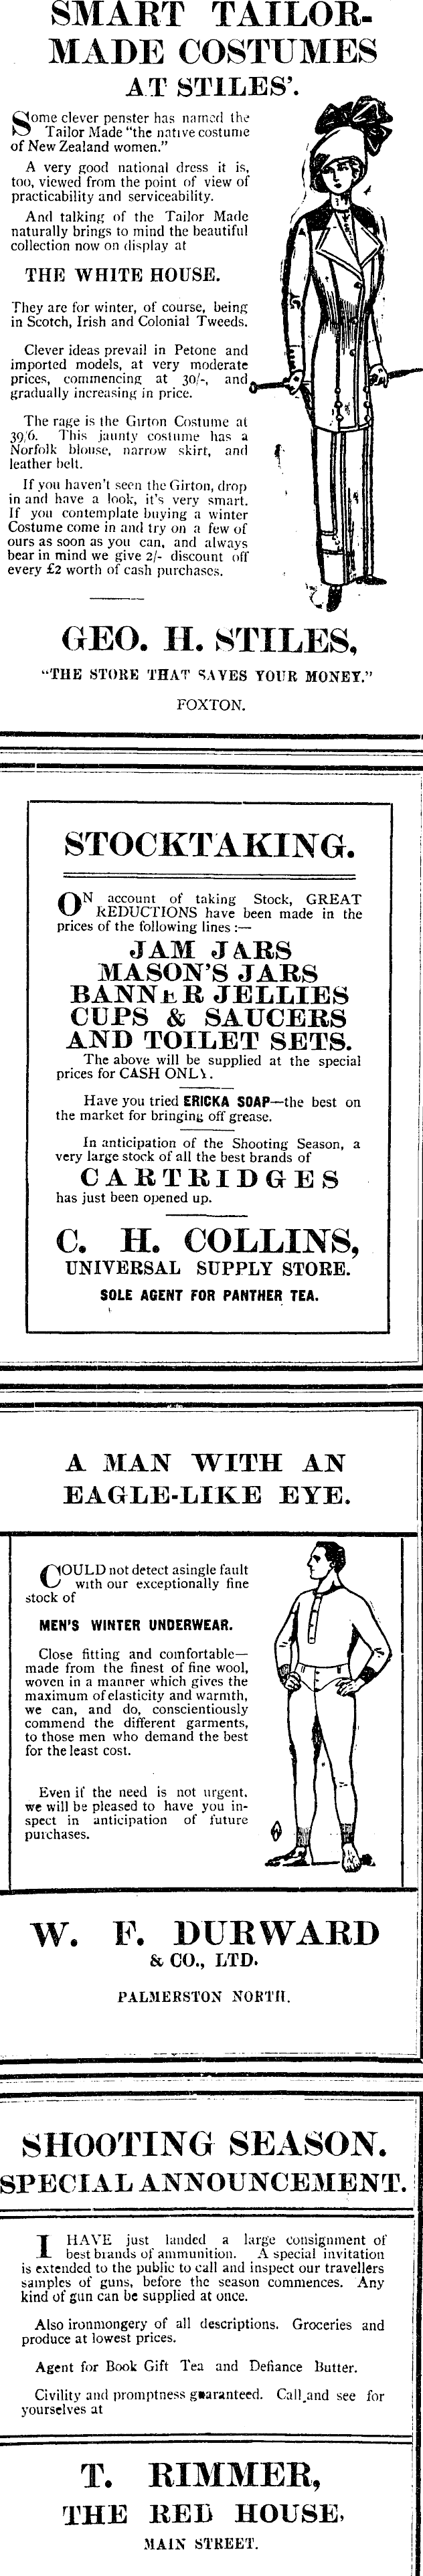 SMART TAILOR-
MADE COSTUMES
AT STILES'.
Some clever penster has named the
Tailor Made "the native costume
of New Zealand women."
A very good national dress it is,
too, viewed from the point of view of
practicability and serviceability.
And talking of the Tailor Made
naturally brings to mind the beautiful
collection now on display at
THE WHITE HOUSE.
They are for winter, of course, being
in Scotch, Irish and Colonial Tweeds.
Clever ideas prevail in Petone and
imported models, at very moderate
prices, commencing at 30/-, and
gradually increasing in price.
The rage is the Girton Costume at
39/6. This jaunty costume has a
Norfolk blouse, narrow skirt, and
leather belt.
If you haven't seen the Girton, drop
in and have a look, it's very smart.
If you contemplate buying a winter
Costume come in and try on a few of
ours as soon as you can, and always
bear in mind we give 2/- discount off
every £2 worth of cash purchases.
GEO. H. STILES,
"THE STORE THAT SAVES YOUR MONEY."
FOXTON.
STOCKTAKING.
ON account of taking Stock, GREAT
REDUCTIONS have been made in the
prices of the following lines :—
JAM JARS
MASON'S JARS
BANNER JELLIES
CUPS & SAUCERS
AND TOILET SETS.
The above will be supplied at the special
prices for CASH ONLY.
Have you tried ERICKA SOAP—the best on
the market for bringing off grease.
In anticipation of the Shooting Season, a
very large stock of all the best brands of
CARTRIDGES
has just been opened up.
C. H. COLLINS,
UNIVERSAL SUPPLY STORE.
SOLE AGENT FOR PANTHER TEA.
A MAN WITH AN
EAGLE-LIKE EYE.
COULD not detect asingle fault
with our exceptionally fine
stock of
MEN'S WINTER UNDERWEAR.
Close fitting and comfortable—
made from the finest of fine wool,
woven in a manner which gives the
maximum of elasticity and warmth,
we can, and do, conscientiously
commend the different garments,
to those men who demand the best
for the least cost.
Even if the need is not urgent,
we will be pleased to have you in-
spect in anticipation of future
purchases.
W. F. DURWARD
& CO., LTD.
PALMERSTON NORTH.
SHOOTING SEASON.
SPECIAL ANNOUNCEMENT.
I HAVE just landed a large consignment of
best brands of ammunition. A special invitation
is extended to the public to call and inspect our travellers
samples of guns, before the season commences. Any
kind of gun can be supplied at once.
Also ironmongery of all descriptions. Groceries and
produce at lowest prices.
Agent for Book Gift Tea and Defiance Butter.
Civility and promptness guaranteed. Call and see for
yourselves at
T. RIMMER,
THE RED HOUSE,
MAIN STREET.